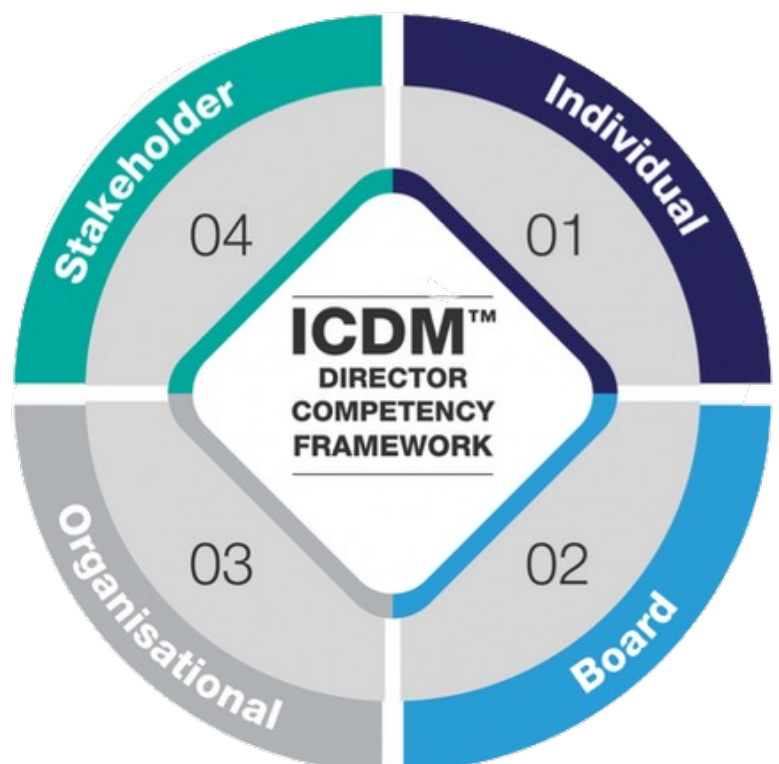 ICDM™
DIRECTOR
COMPETENCY
FRAMEWORK
Individual
01
Board
02
Organisational
03
Stakeholder
04